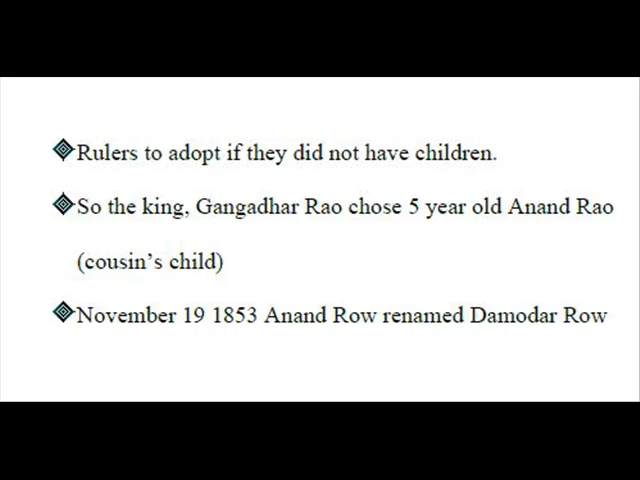 Rulers to adopt if they did not have children.
So the king, Gangadhar Rao chose 5 year old Anand Rao
(cousin's child)
November 19 1853 Anand Row renamed Damodar Row